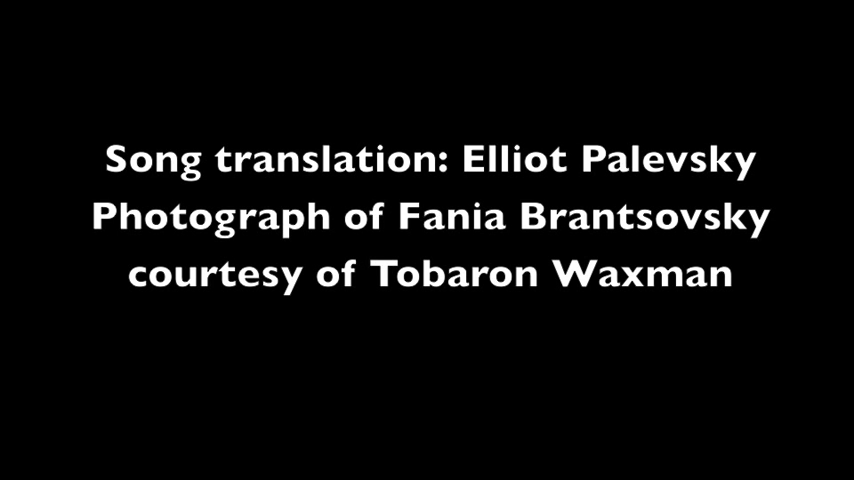 Song translation: Elliot Palevsky
Photograph of Fania Brantsovsky
courtesy of Tobaron Waxman